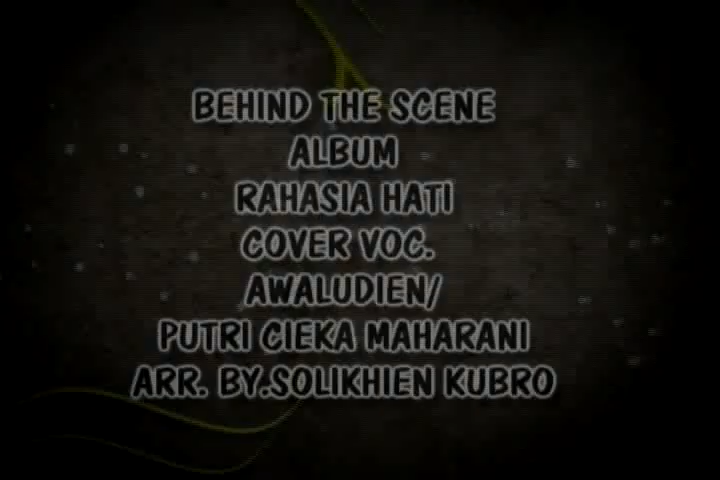 BEHIND THE SCENE
ALBUM
RAHASIA HATI
COVER VOC.
AWALUDIEN/
PUTRI CIEKA MAHARANI
ARR. BY.SOLIKHIEN KUBRO